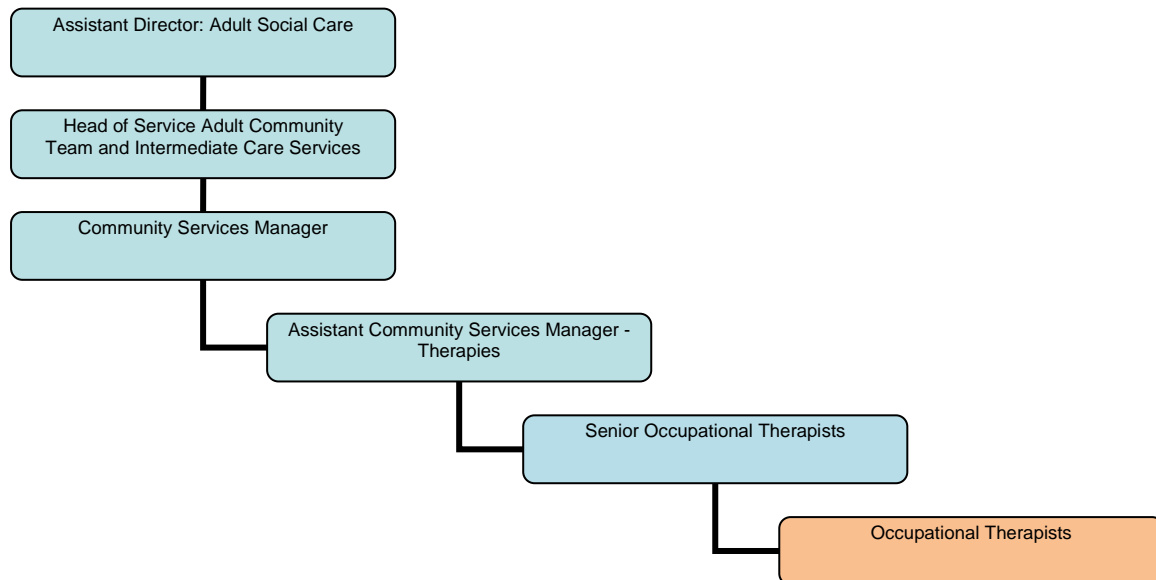 Assistant Director: Adult Social Care
Head of Service Adult Community
Team and Intermediate Care Services
Community Services Manager
Assistant Community Services Manager -
Therapies
Senior Occupational Therapists
Occupational Therapists